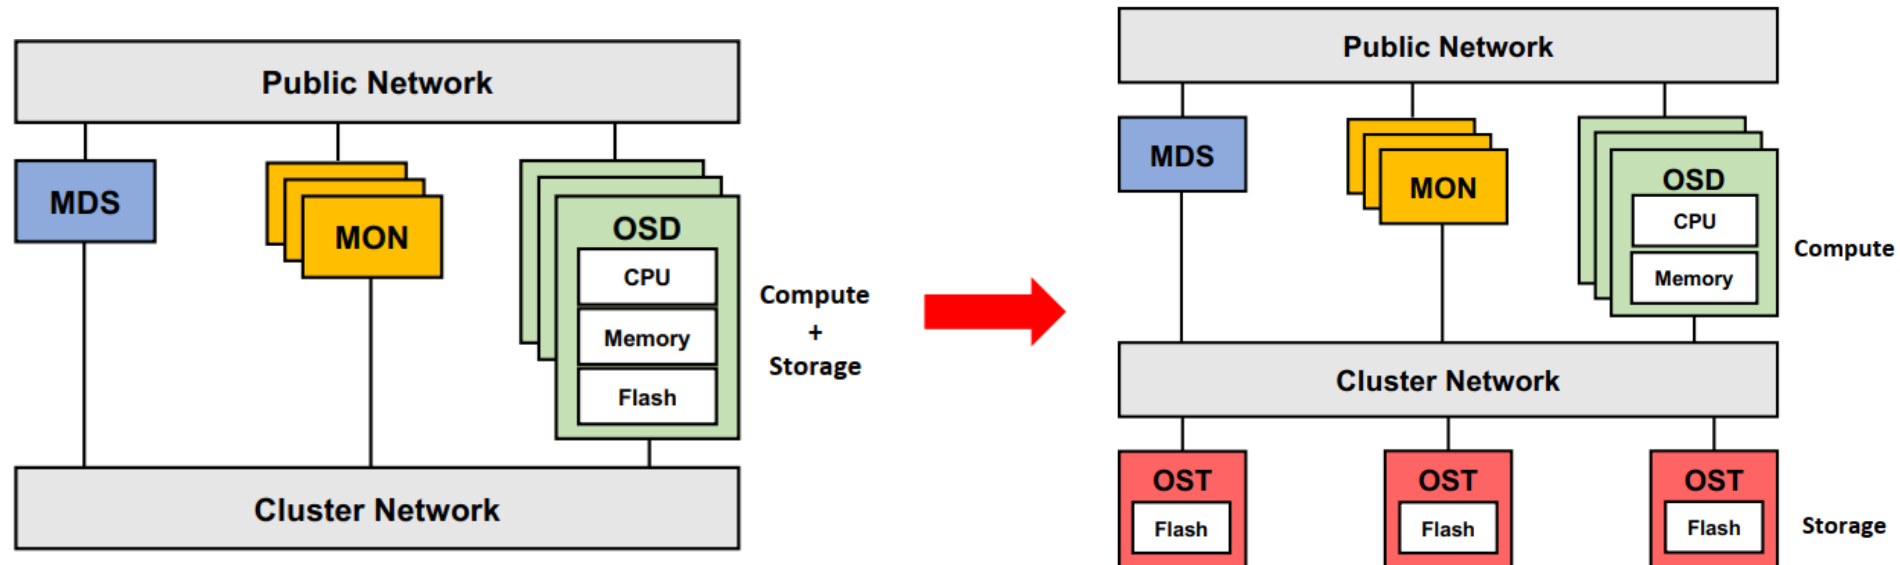 Public Network
MDS
MON
OSD
CPU
Memory
Flash
Compute
+
Storage
Cluster Network
Public Network
MDS
MON
OSD
CPU
Memory
Compute
Cluster Network
OST
Flash
OST
Flash
OST
Flash
Storage